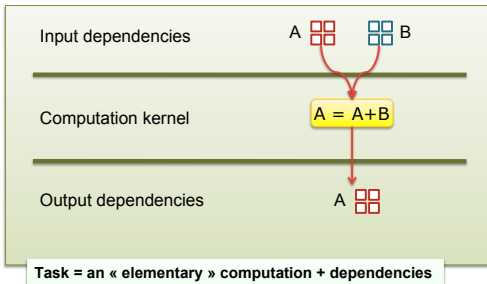 Input dependencies A B
Computation kernel A = A+B
Output dependencies A
Task = an « elementary » computation + dependencies